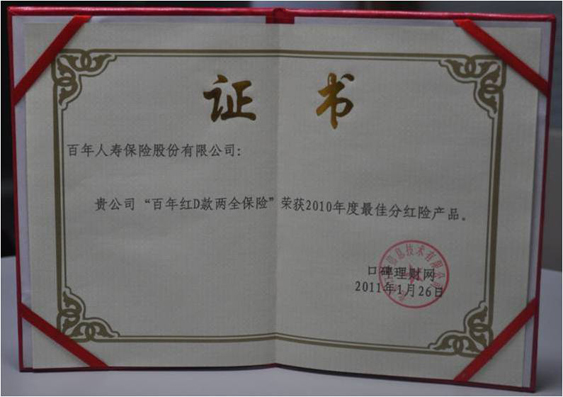 证书
百年人寿保险股份有限公司:
贵公司“百年红D款两全保险”荣获2010年度最佳分红险产品。
口碑理财网
2011年1月26日